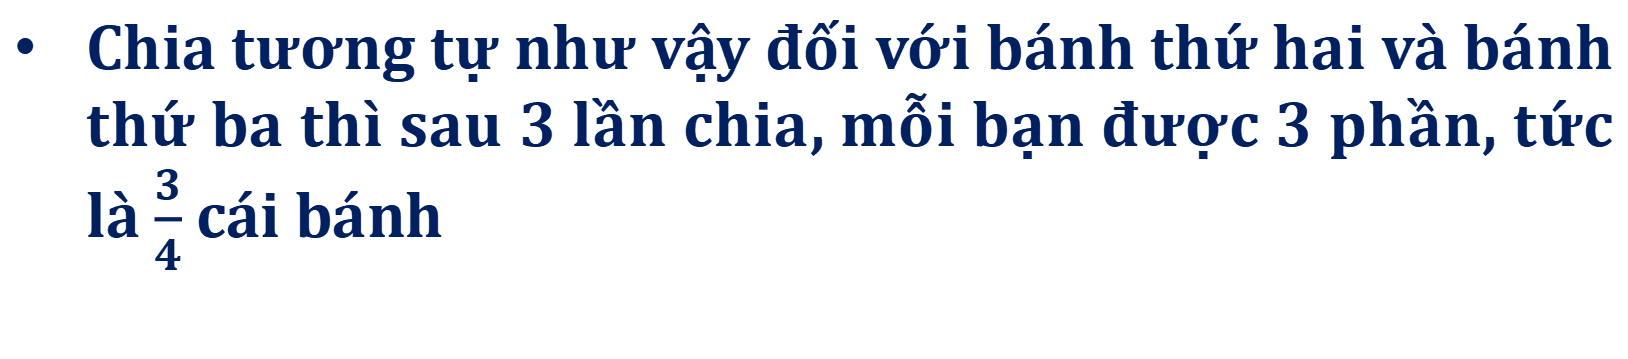 • Chia tương tự như vậy đối với bánh thứ hai và bánh
thứ ba thì sau 3 lần chia, mỗi bạn được 3 phần, tức
là 3/4 cái bánh